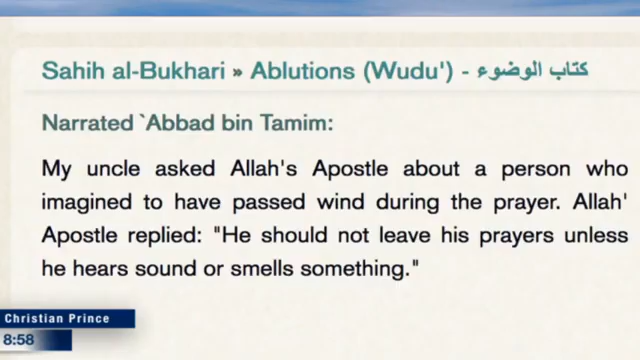 Sahih al-Bukhari » Ablutions (Wudu') - كتاب الوضوء
Narrated `Abbad bin Tamim:
My uncle asked Allah's Apostle about a person who
imagined to have passed wind during the prayer. Allah'
Apostle replied: "He should not leave his prayers unless
he hears sound or smells something."
Christian Prince
8:58